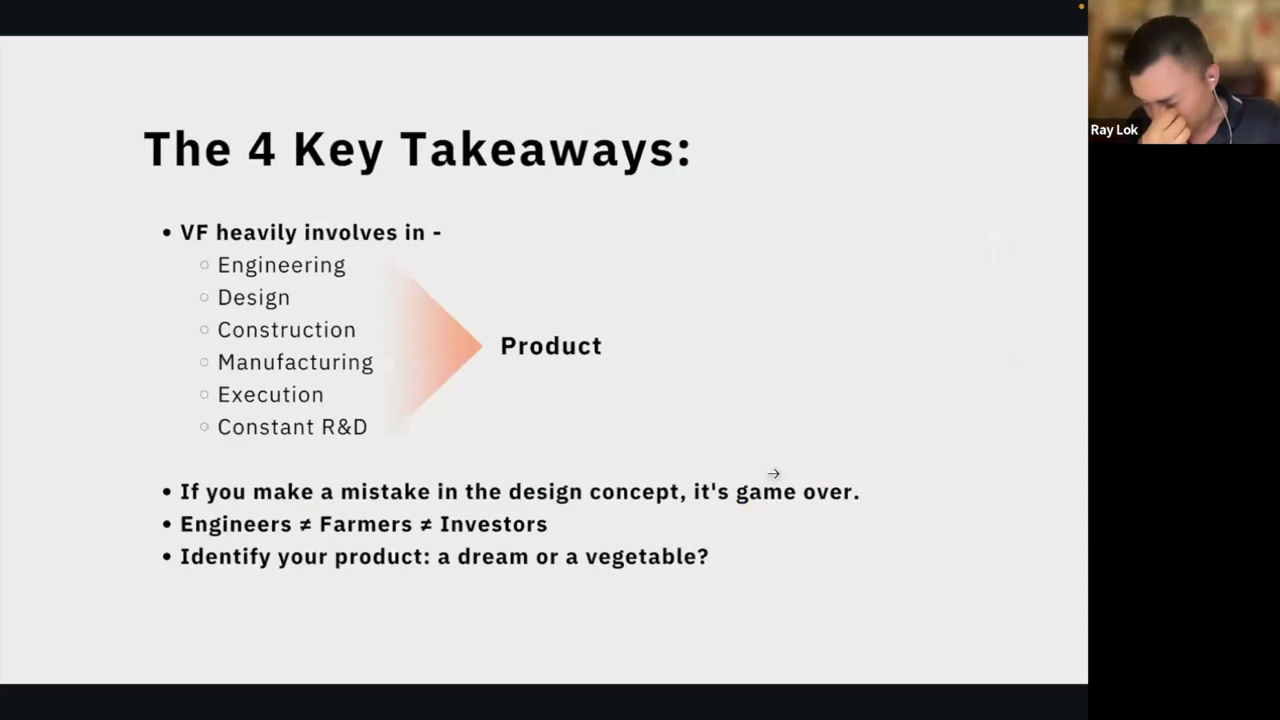 The 4 Key Takeaways:
• VF heavily involves in -
○ Engineering
○ Design
○ Construction
○ Manufacturing
○ Execution
○ Constant R&D
Product
• If you make a mistake in the design concept, it's game over.
• Engineers ≠ Farmers ≠ Investors
• Identify your product: a dream or a vegetable?
Ray Lok